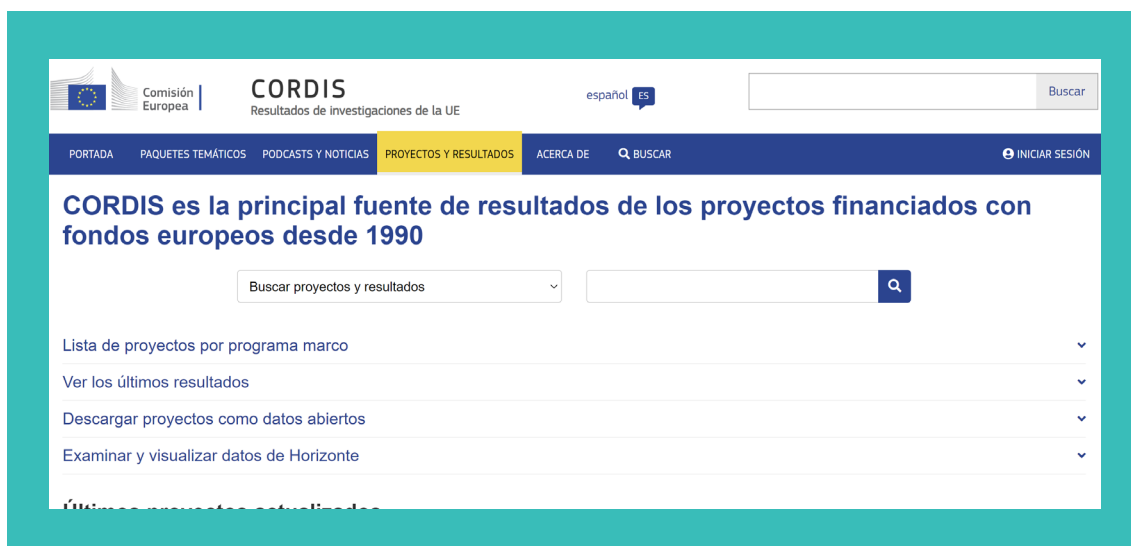 Comisión
Europea
CORDIS
Resultados de investigaciones de la UE
español ES
Buscar
PORTADA PAQUETES TEMÁTICOS PODCASTS Y NOTICIAS PROYECTOS Y RESULTADOS ACERCA DE BUSCAR INICIAR SESIÓN
CORDIS es la principal fuente de resultados de los proyectos financiados con
fondos europeos desde 1990
Buscar proyectos y resultados
Lista de proyectos por programa marco
Ver los últimos resultados
Descargar proyectos como datos abiertos
Examinar y visualizar datos de Horizonte
Últimos proyectos actualizados